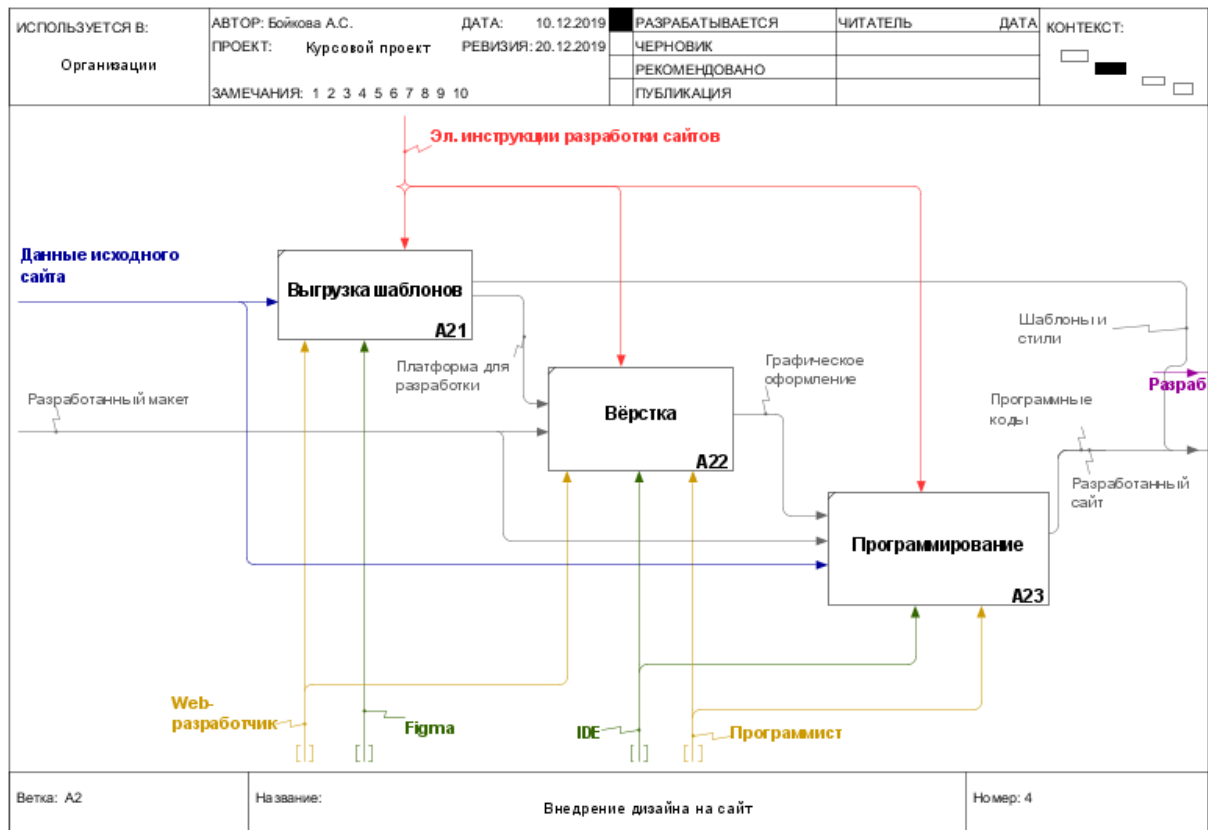 ИСПОЛЬЗУЕТСЯ В:
Организации
АВТОР: Бойкова А.С.
ДАТА: 10.12.2019
ПРОЕКТ: Курсовой проект
РЕВИЗИЯ: 20.12.2019
ЗАМЕЧАНИЯ: 1 2 3 4 5 6 7 8 9 10
РАЗРАБАТЫВАЕТСЯ
ЧЕРНОВИК
РЕКОМЕНДОВАНО
ПУБЛИКАЦИЯ
ЧИТАТЕЛЬ
ДАТА
КОНТЕКСТ:
Эл. инструкции разработки сайтов
Данные исходного
сайта
Выгрузка шаблонов
A21
Шаблоны и
стили
Платформа для
разработки
Графическое
оформление
Разраб
Разработанный макет
Вёрстка
A22
Программные
коды
Разработанный
сайт
Программирование
A23
Web-
разработчик
Figma
IDE
Программист
Ветка: A2
Название:
Внедрение дизайна на сайт
Номер: 4